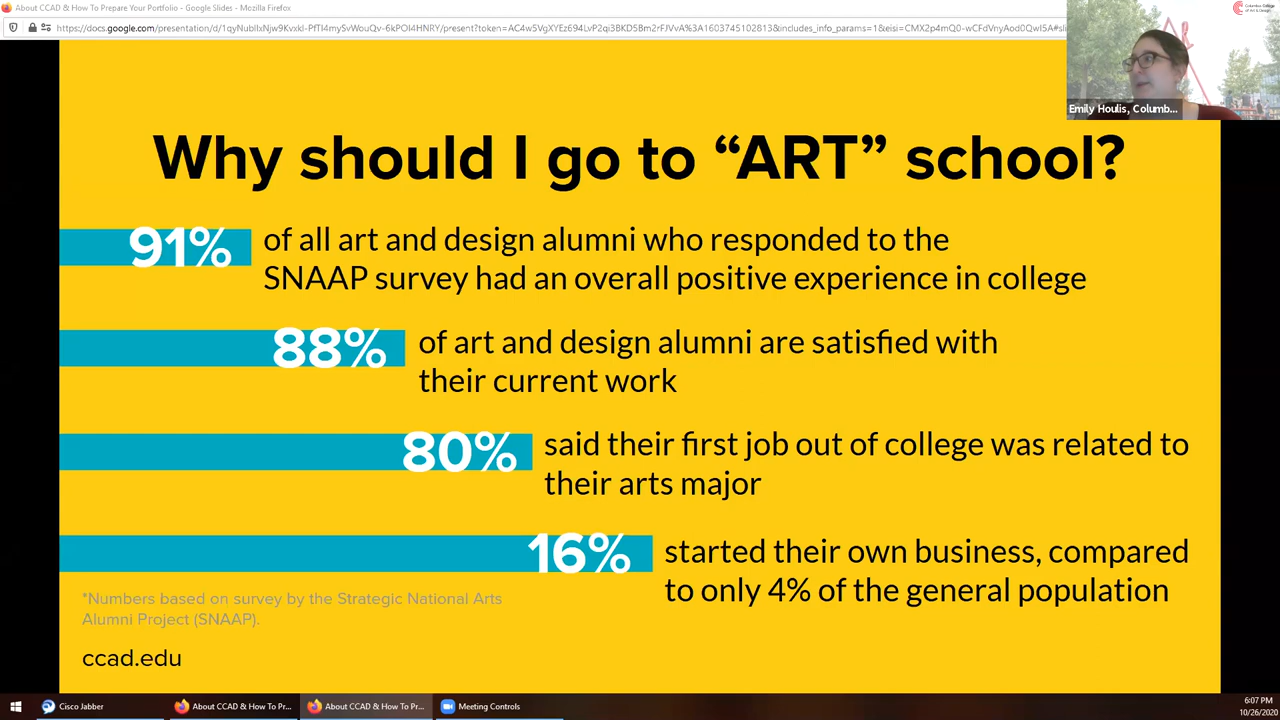 About CCAD & How To Prepare Your Portfolio - Google Slides - Mozilla Firefox
Columbus College
of Art & Design
Emily Houlis, Columb...
Why should I go to “ART” school?
91%
of all art and design alumni who responded to the
SNAAP survey had an overall positive experience in college
88%
of art and design alumni are satisfied with
their current work
80%
said their first job out of college was related to
their arts major
16%
started their own business, compared
to only 4% of the general population
*Numbers based on survey by the Strategic National Arts
Alumni Project (SNAAP).
ccad.edu
Cisco Jabber
About CCAD & How To Pr...
About CCAD & How To Pr...
Meeting Controls
6:07 PM
10/26/2020